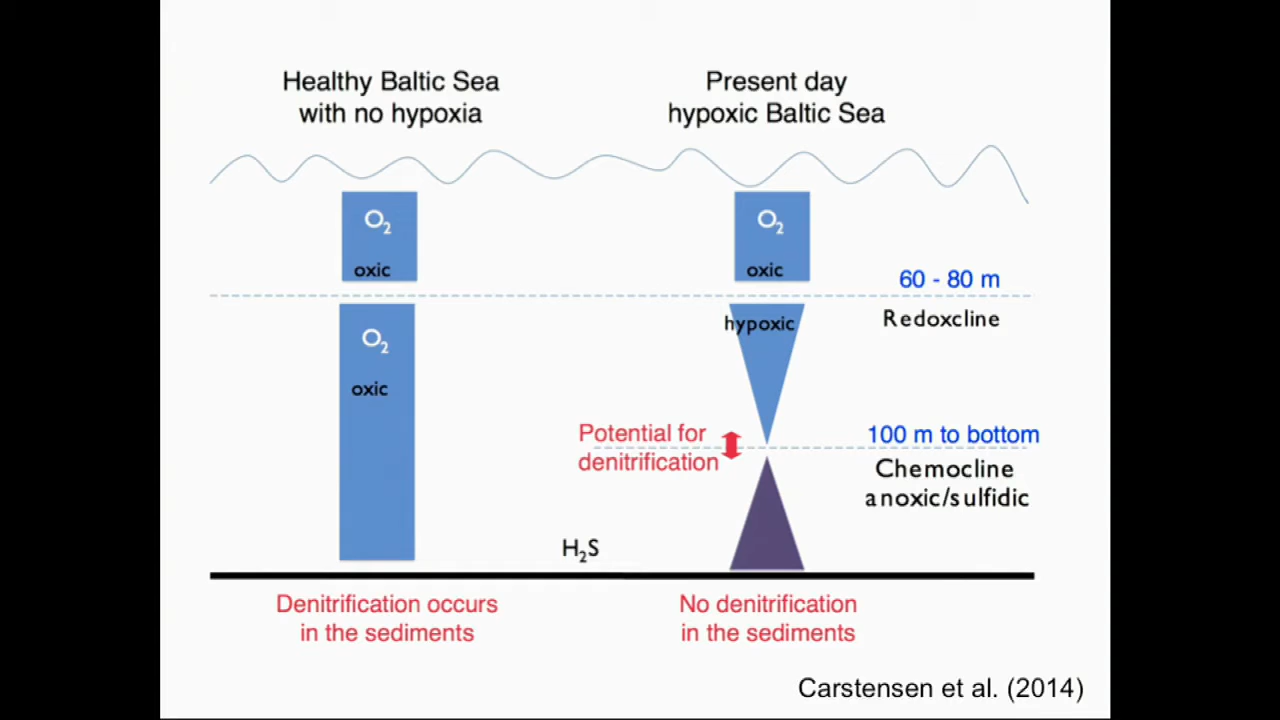 Healthy Baltic Sea
with no hypoxia
Present day
hypoxic Baltic Sea
O₂
oxic
O₂
oxic
60 - 80 m
Redoxcline
O₂
oxic
hypoxic
Potential for
denitrification
100 m to bottom
Chemocline
anoxic/sulfidic
H₂S
Denitrification occurs
in the sediments
No denitrification
in the sediments
Carstensen et al. (2014)